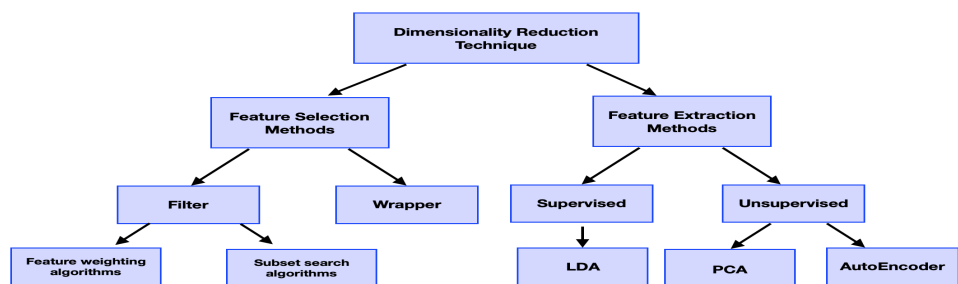 Dimensionality Reduction
Technique
Feature Selection
Methods
Feature Extraction
Methods
Filter
Wrapper
Supervised
Unsupervised
Feature weighting
algorithms
Subset search
algorithms
LDA
PCA
AutoEncoder